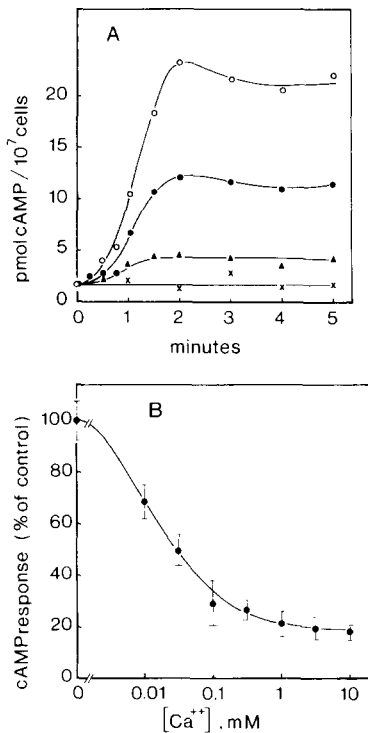 A
pmol cAMP / 10⁷ cells
20
15
10
5
0
0 1 2 3 4 5
minutes
B
cAMP response (% of control)
100
80
60
40
20
0
0 0.01 0.1 1 10
[Ca⁺⁺] , mM